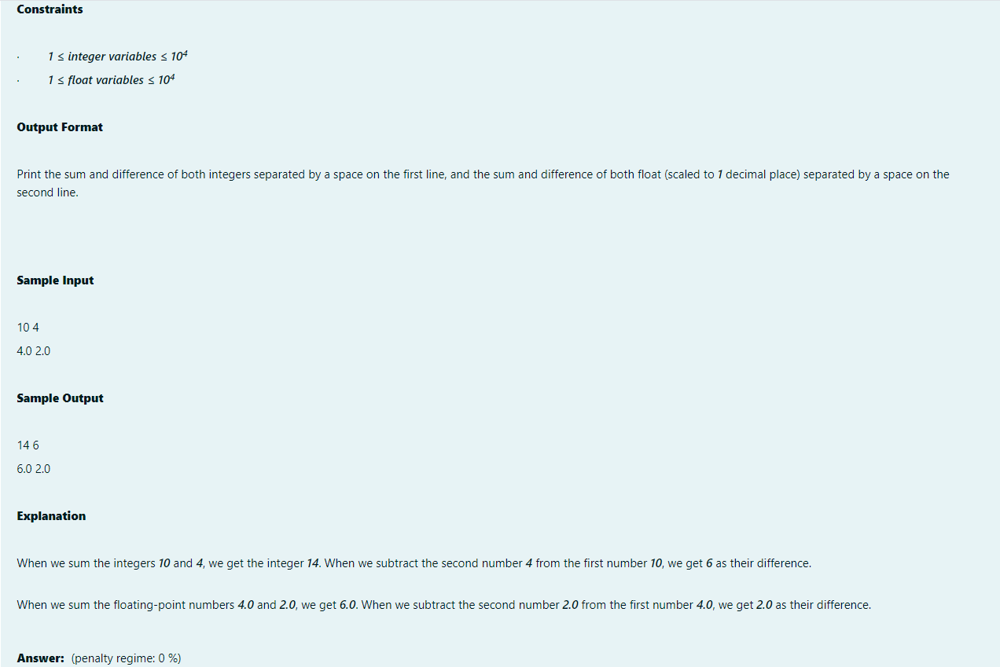 Constraints
· 1 ≤ integer variables ≤ 10⁴
· 1 ≤ float variables ≤ 10⁴
Output Format
Print the sum and difference of both integers separated by a space on the first line, and the sum and difference of both float (scaled to 1 decimal place) separated by a space on the
second line.
Sample Input
10 4
4.0 2.0
Sample Output
14 6
6.0 2.0
Explanation
When we sum the integers 10 and 4, we get the integer 14. When we subtract the second number 4 from the first number 10, we get 6 as their difference.
When we sum the floating-point numbers 4.0 and 2.0, we get 6.0. When we subtract the second number 2.0 from the first number 4.0, we get 2.0 as their difference.
Answer: (penalty regime: 0 %)